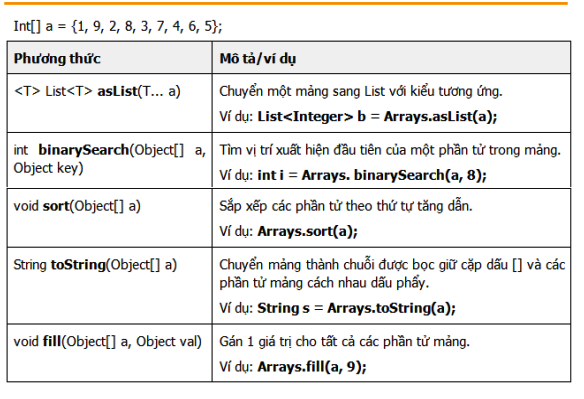 Int[] a = {1, 9, 2, 8, 3, 7, 4, 6, 5};
Phương thức
Mô tả/ví dụ
<T> List<T> asList(T... a)
Chuyển một mảng sang List với kiểu tương ứng.
Ví dụ: List<Integer> b = Arrays.asList(a);
int binarySearch(Object[] a,
Object key)
Tìm vị trí xuất hiện đầu tiên của một phần tử trong mảng.
Ví dụ: int i = Arrays. binarySearch(a, 8);
void sort(Object[] a)
Sắp xếp các phần tử theo thứ tự tăng dẫn.
Ví dụ: Arrays.sort(a);
String toString(Object[] a)
Chuyển mảng thành chuỗi được bọc giữ cặp dấu [] và các
phần tử mảng cách nhau dấu phẩy.
Ví dụ: String s = Arrays.toString(a);
void fill(Object[] a, Object val)
Gán 1 giá trị cho tất cả các phần tử mảng.
Ví dụ: Arrays.fill(a, 9);